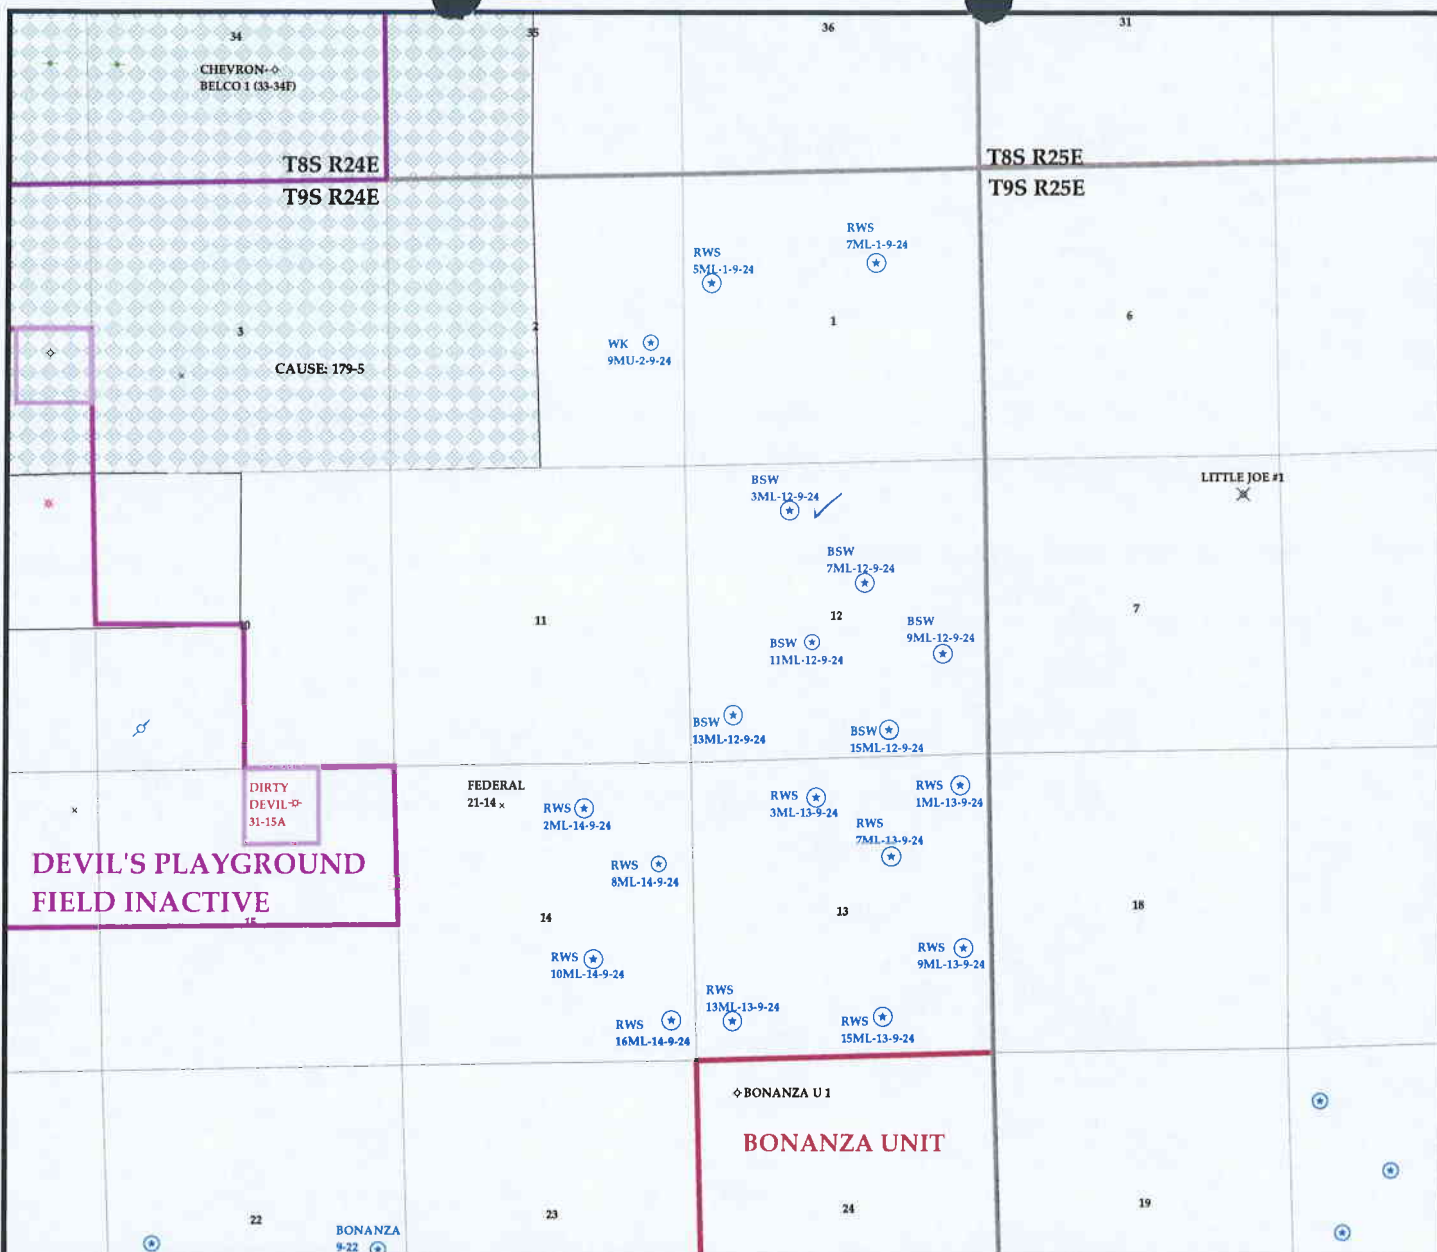 34
35
36
31
CHEVRON
BELCO 1 (33-34F)
T8S R24E
T8S R25E
T9S R24E
T9S R25E
RWS
7ML-1-9-24
RWS
5ML-1-9-24
3
2
1
6
WK
9MU-2-9-24
CAUSE: 179-5
BSW
3ML-12-9-24
LITTLE JOE #1
BSW
7ML-12-9-24
10
11
12
7
BSW
9ML-12-9-24
BSW
11ML-12-9-24
BSW
13ML-12-9-24
BSW
15ML-12-9-24
DIRTY
DEVIL
31-15A
FEDERAL
21-14
RWS
2ML-14-9-24
RWS
3ML-13-9-24
RWS
1ML-13-9-24
RWS
7ML-13-9-24
DEVIL'S PLAYGROUND
FIELD INACTIVE
RWS
8ML-14-9-24
15
14
13
18
RWS
10ML-14-9-24
RWS
9ML-13-9-24
RWS
16ML-14-9-24
RWS
13ML-13-9-24
RWS
15ML-13-9-24
BONANZA U 1
BONANZA UNIT
22
23
24
19
BONANZA
9-22